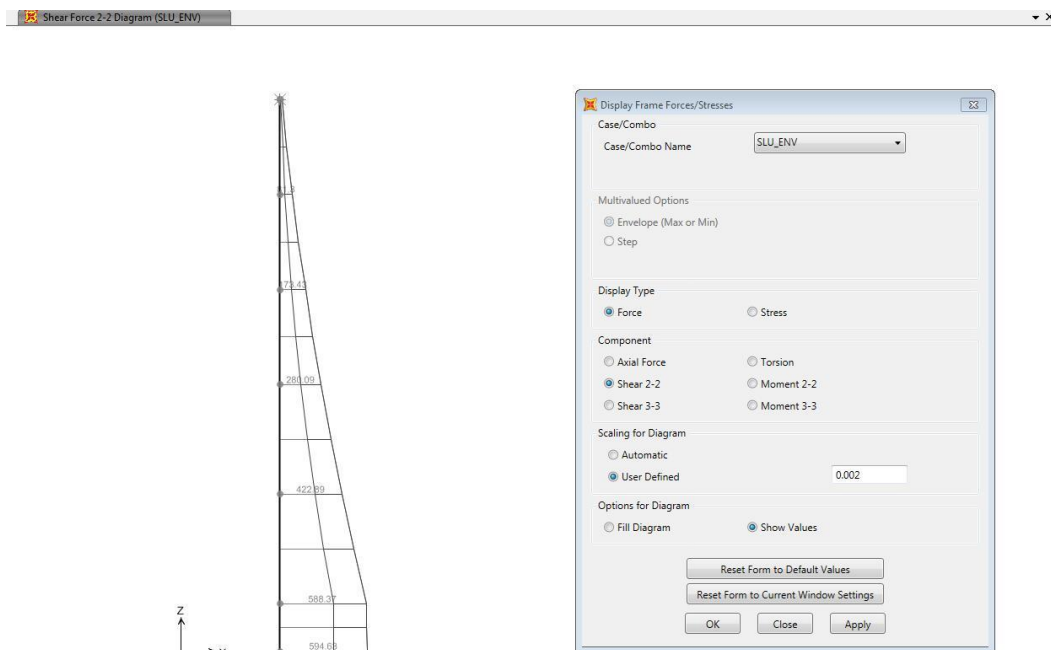 Shear Force 2-2 Diagram (SLU_ENV)
173.43
280.09
422.89
588.37
594.63
Z
Display Frame Forces/Stresses
Case/Combo
Case/Combo Name
SLU_ENV
Multivalued Options
Envelope (Max or Min)
Step
Display Type
Force
Stress
Component
Axial Force
Torsion
Shear 2-2
Moment 2-2
Shear 3-3
Moment 3-3
Scaling for Diagram
Automatic
User Defined
0.002
Options for Diagram
Fill Diagram
Show Values
Reset Form to Default Values
Reset Form to Current Window Settings
OK
Close
Apply